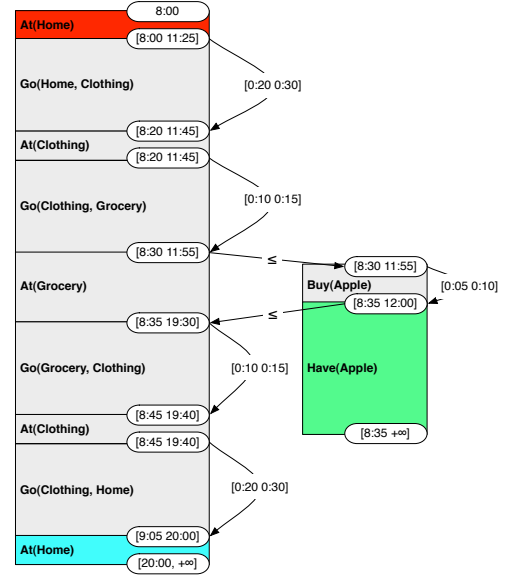 8:00
At(Home)
[8:00 11:25]
Go(Home, Clothing)
[0:20 0:30]
[8:20 11:45]
At(Clothing)
[8:20 11:45]
Go(Clothing, Grocery)
[0:10 0:15]
[8:30 11:55]
≤
[8:30 11:55]
At(Grocery)
Buy(Apple)
[0:05 0:10]
[8:35 12:00]
≤
[8:35 19:30]
Go(Grocery, Clothing)
[0:10 0:15]
Have(Apple)
[8:45 19:40]
At(Clothing)
[8:35 +∞]
[8:45 19:40]
Go(Clothing, Home)
[0:20 0:30]
[9:05 20:00]
At(Home)
[20:00, +∞]